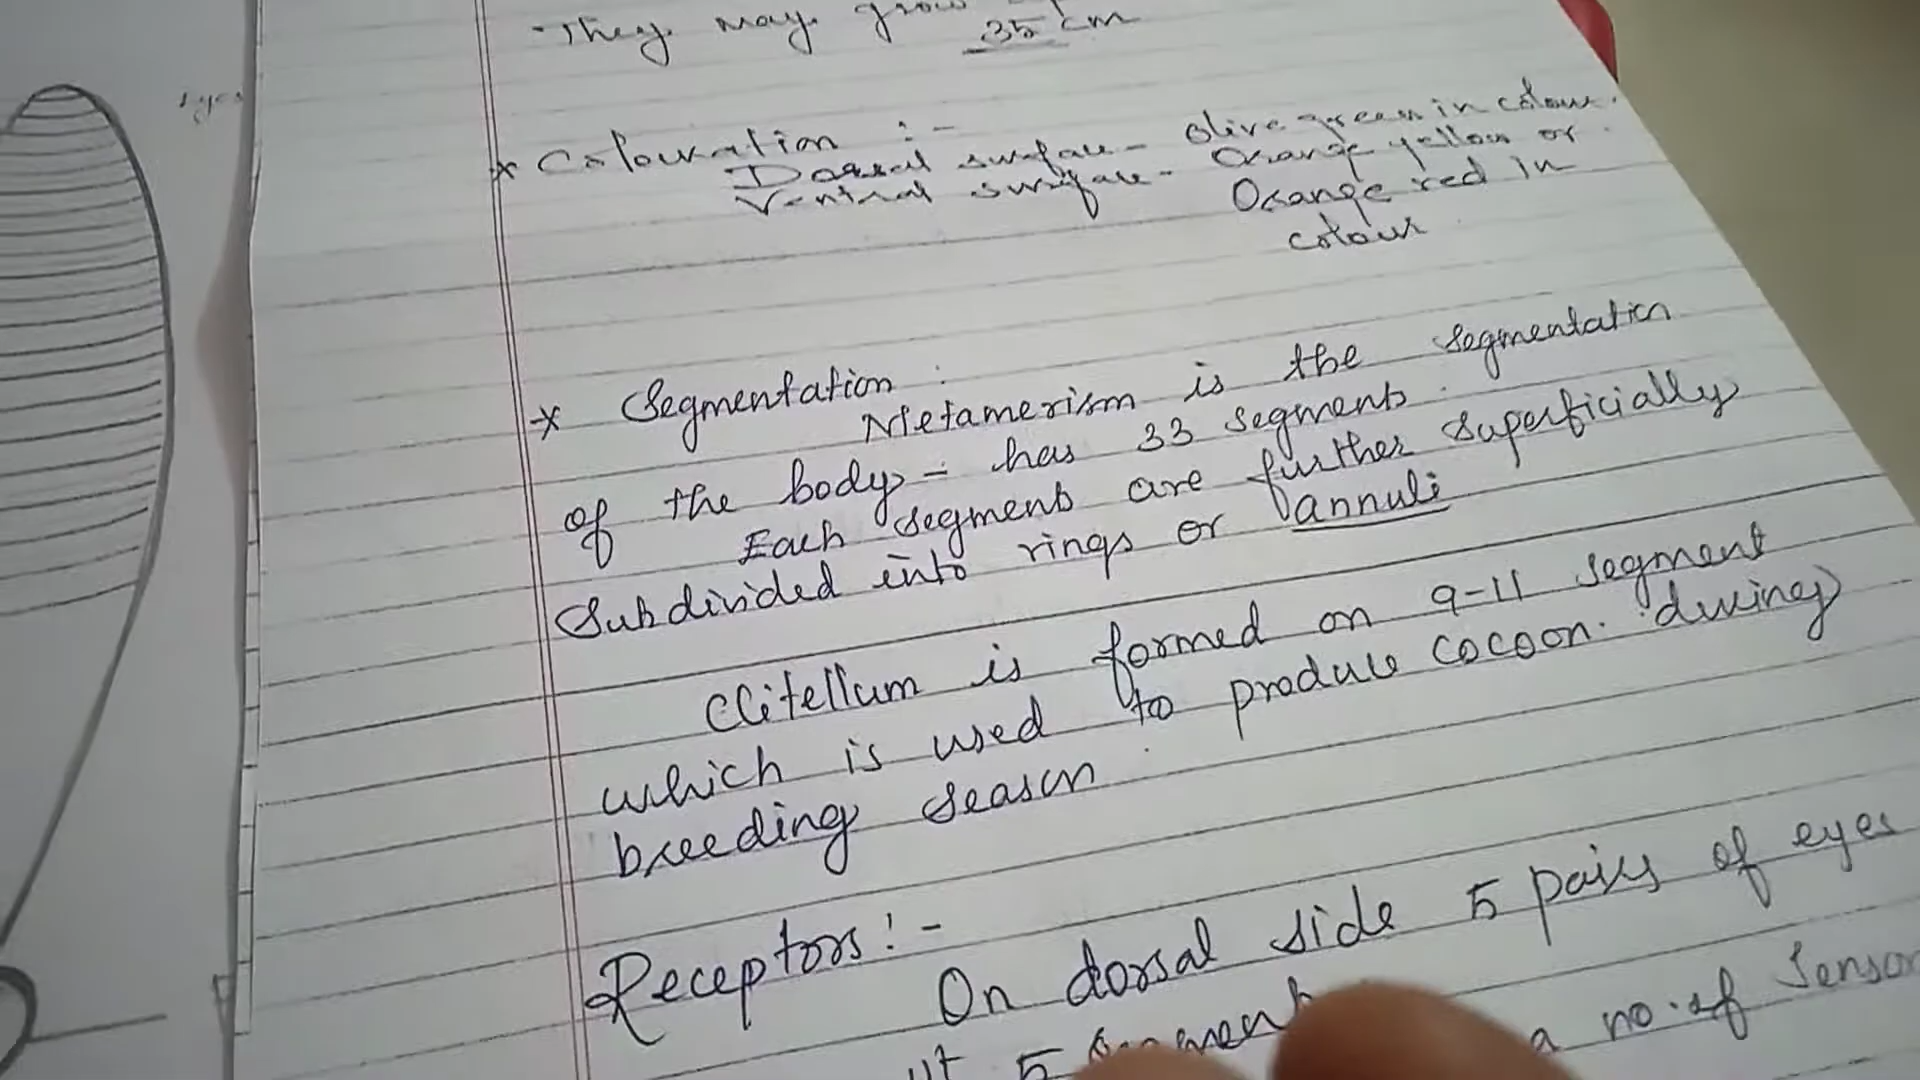 - They may grow
35 cm
eyes
* Colouration :-
Dorsal surface - Olive green in colour.
Ventral surface - Orange yellow or
Orange red in
colour
* Segmentation :
Metamerism is the segmentation
of the body - has 33 segments.
Each segments are further superficially
Subdivided into rings or annuli
Clitellum is formed on 9-11 segment
which is used to produce cocoon. during
breeding season
Receptors :-
On dorsal side 5 pairs of eyes
5 segment a no. of